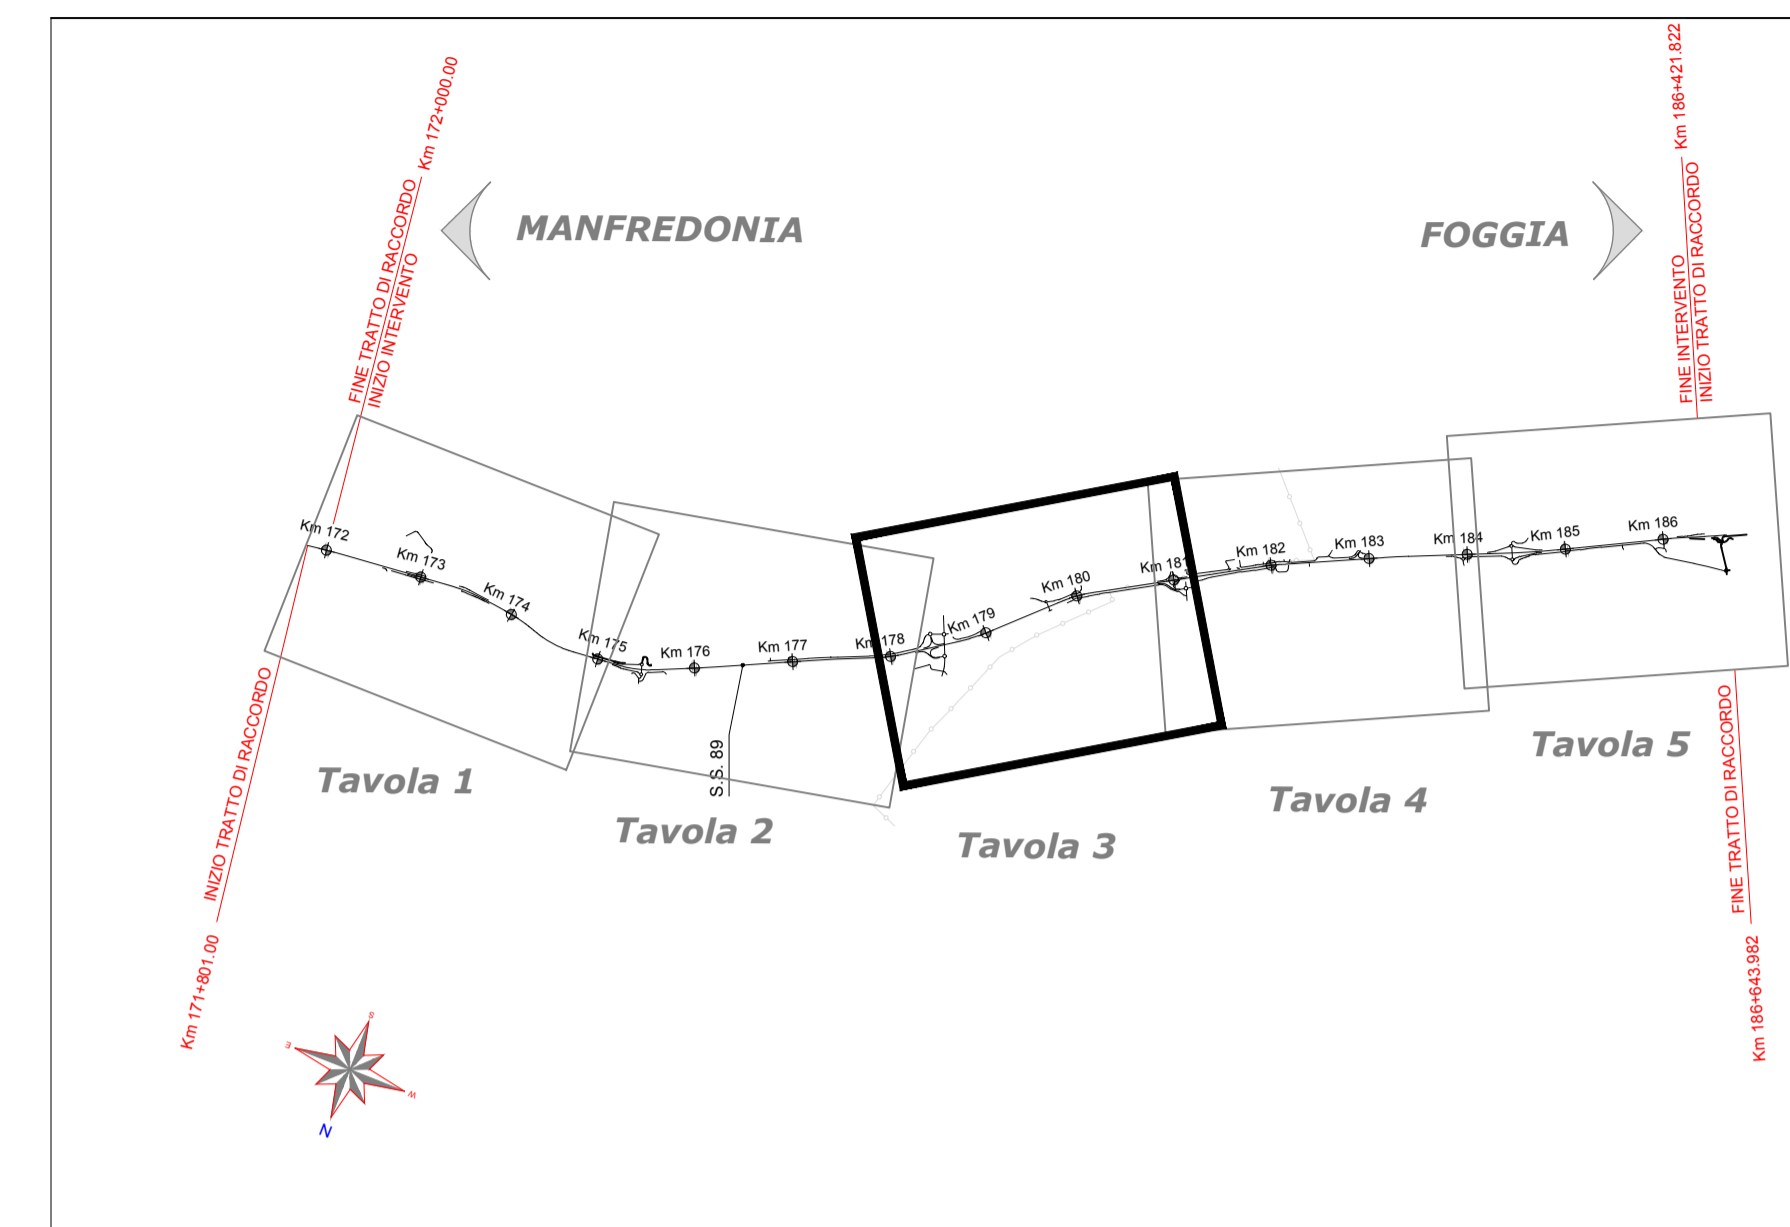 Km 172+000.00
FINE TRATTO DI RACCORDO
INIZIO INTERVENTO
MANFREDONIA
FOGGIA
Km 186+421.822
FINE INTERVENTO
INIZIO TRATTO DI RACCORDO
Km 172
Km 173
Km 174
Km 175
Km 176
Km 177
Km 178
Km 179
Km 180
Km 181
Km 182
Km 183
Km 184
Km 185
Km 186
S.S. 89
Tavola 1
Tavola 2
Tavola 3
Tavola 4
Tavola 5
INIZIO TRATTO DI RACCORDO
Km 171+801.00
FINE TRATTO DI RACCORDO
Km 186+643.982
S
E
W
N